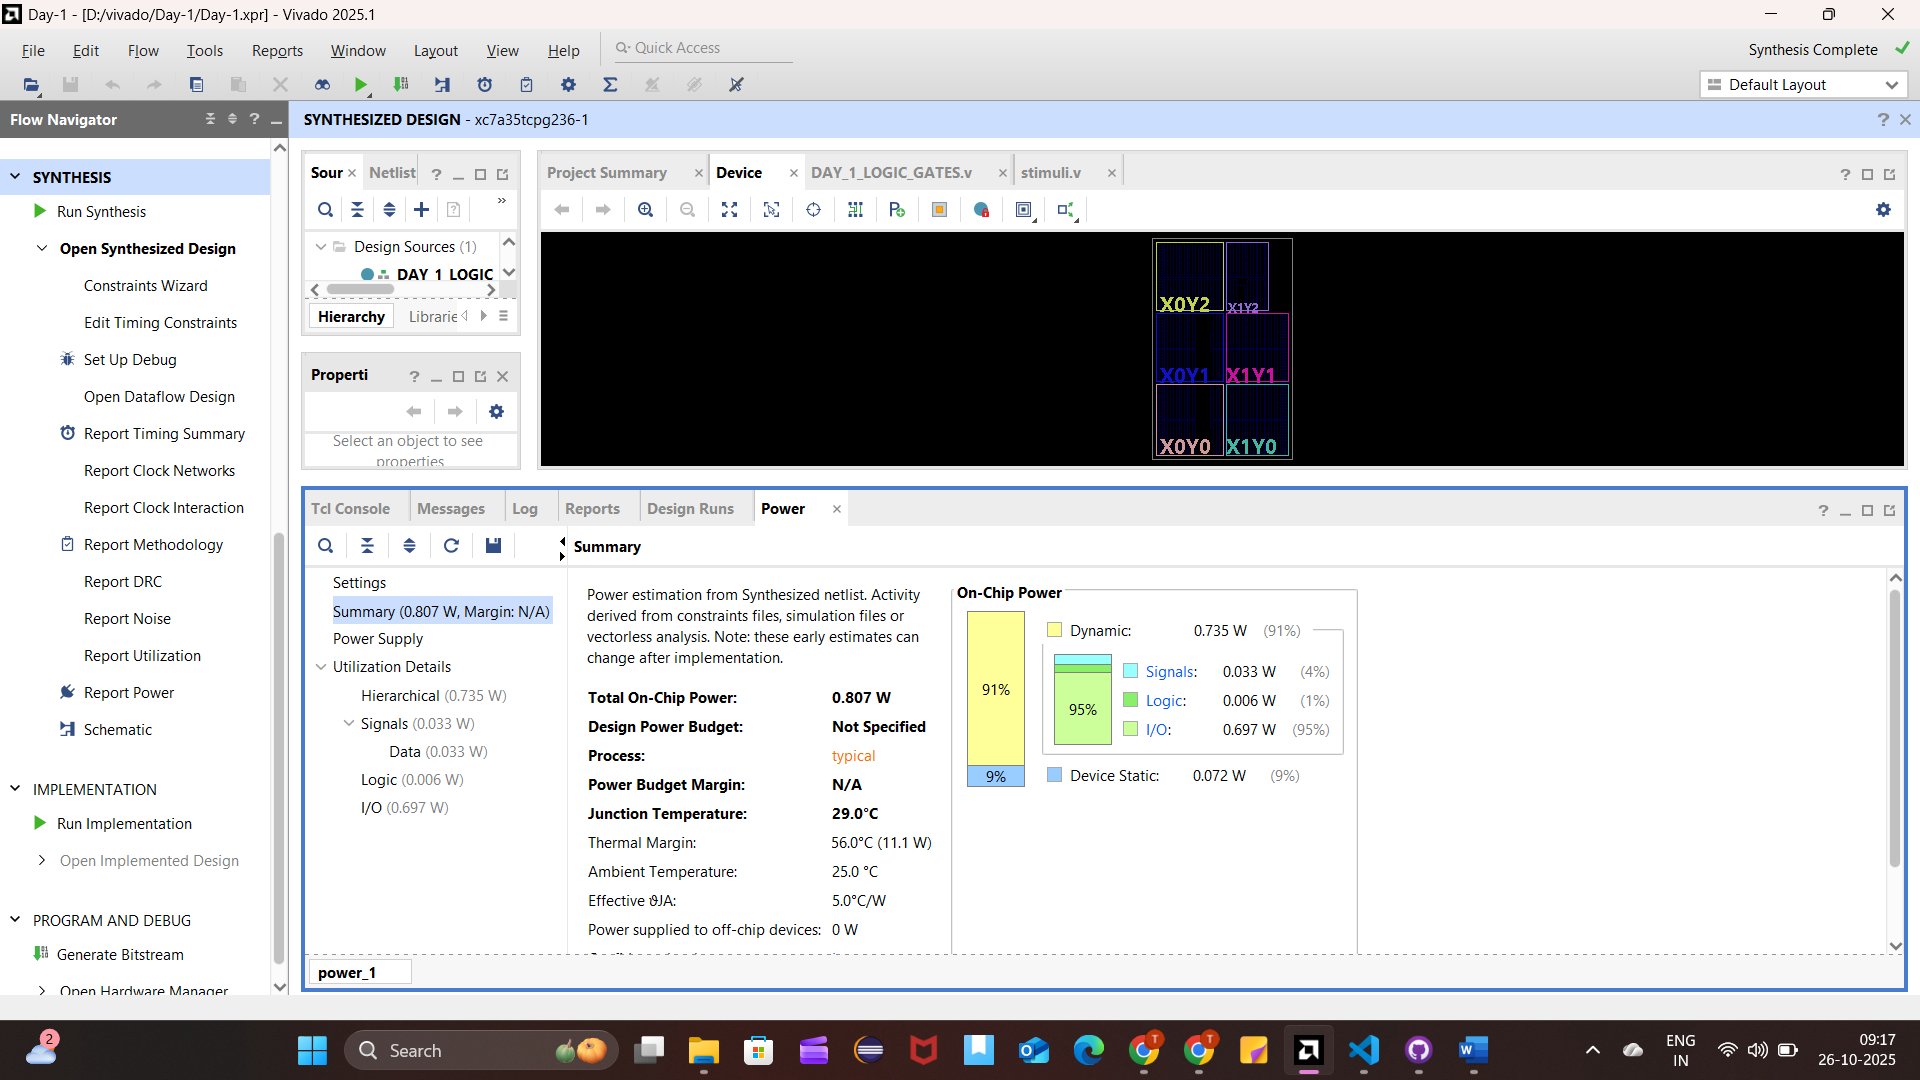 Day-1 - [D:/vivado/Day-1/Day-1.xpr] - Vivado 2025.1
File Edit Flow Tools Reports Window Layout View Help Quick Access
Synthesis Complete
Default Layout
Flow Navigator
SYNTHESIS
Run Synthesis
Open Synthesized Design
Constraints Wizard
Edit Timing Constraints
Set Up Debug
Open Dataflow Design
Report Timing Summary
Report Clock Networks
Report Clock Interaction
Report Methodology
Report DRC
Report Noise
Report Utilization
Report Power
Schematic
IMPLEMENTATION
Run Implementation
Open Implemented Design
PROGRAM AND DEBUG
Generate Bitstream
Open Hardware Manager
SYNTHESIZED DESIGN - xc7a35tcpg236-1
Sour Netlist
Design Sources (1)
DAY_1_LOGIC
Hierarchy Librarie
Properti
Select an object to see
properties
Project Summary Device DAY_1_LOGIC_GATES.v stimuli.v
X0Y2 X1Y2
X0Y1 X1Y1
X0Y0 X1Y0
Tcl Console Messages Log Reports Design Runs Power
Settings
Summary (0.807 W, Margin: N/A)
Power Supply
Utilization Details
Hierarchical (0.735 W)
Signals (0.033 W)
Data (0.033 W)
Logic (0.006 W)
I/O (0.697 W)
power_1
Summary
Power estimation from Synthesized netlist. Activity
derived from constraints files, simulation files or
vectorless analysis. Note: these early estimates can
change after implementation.
Total On-Chip Power: 0.807 W
Design Power Budget: Not Specified
Process: typical
Power Budget Margin: N/A
Junction Temperature: 29.0°C
Thermal Margin: 56.0°C (11.1 W)
Ambient Temperature: 25.0 °C
Effective ϑJA: 5.0°C/W
Power supplied to off-chip devices: 0 W
On-Chip Power
91%
9%
Dynamic: 0.735 W (91%)
95%
Signals: 0.033 W (4%)
Logic: 0.006 W (1%)
I/O: 0.697 W (95%)
Device Static: 0.072 W (9%)
2
Search
T
T
ENG
IN
09:17
26-10-2025